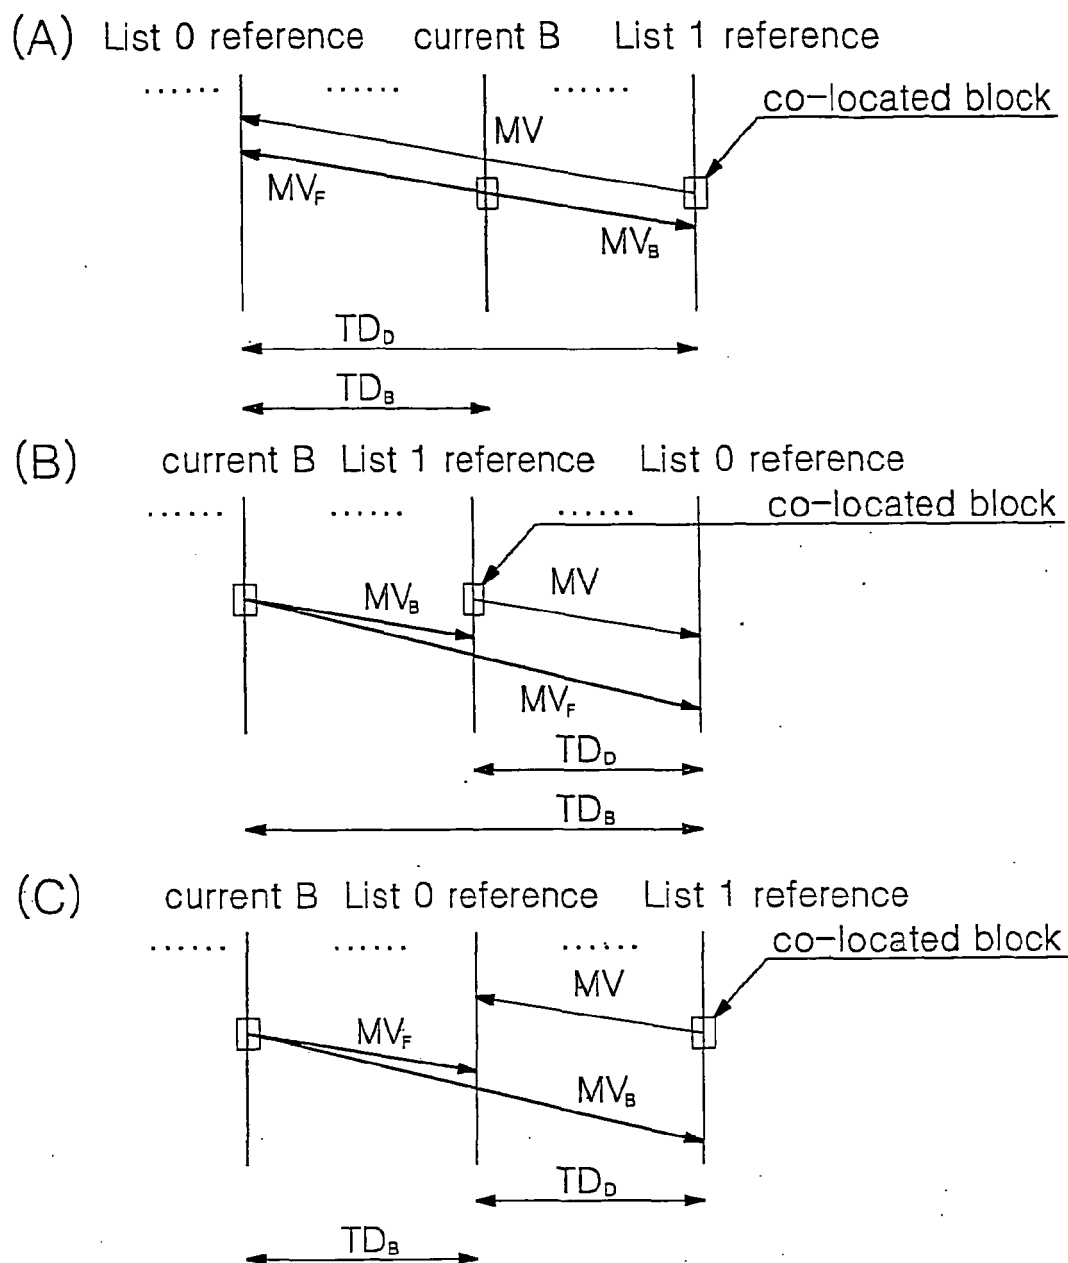 (A) List 0 reference current B List 1 reference
...... ...... ......
co-located block
MV
MVF
MVB
TDD
TDB
(B) current B List 1 reference List 0 reference
...... ...... ......
co-located block
MVB
MV
MVF
TDD
TDB
(C) current B List 0 reference List 1 reference
...... ...... ......
co-located block
MV
MVF
MVB
TDD
TDB